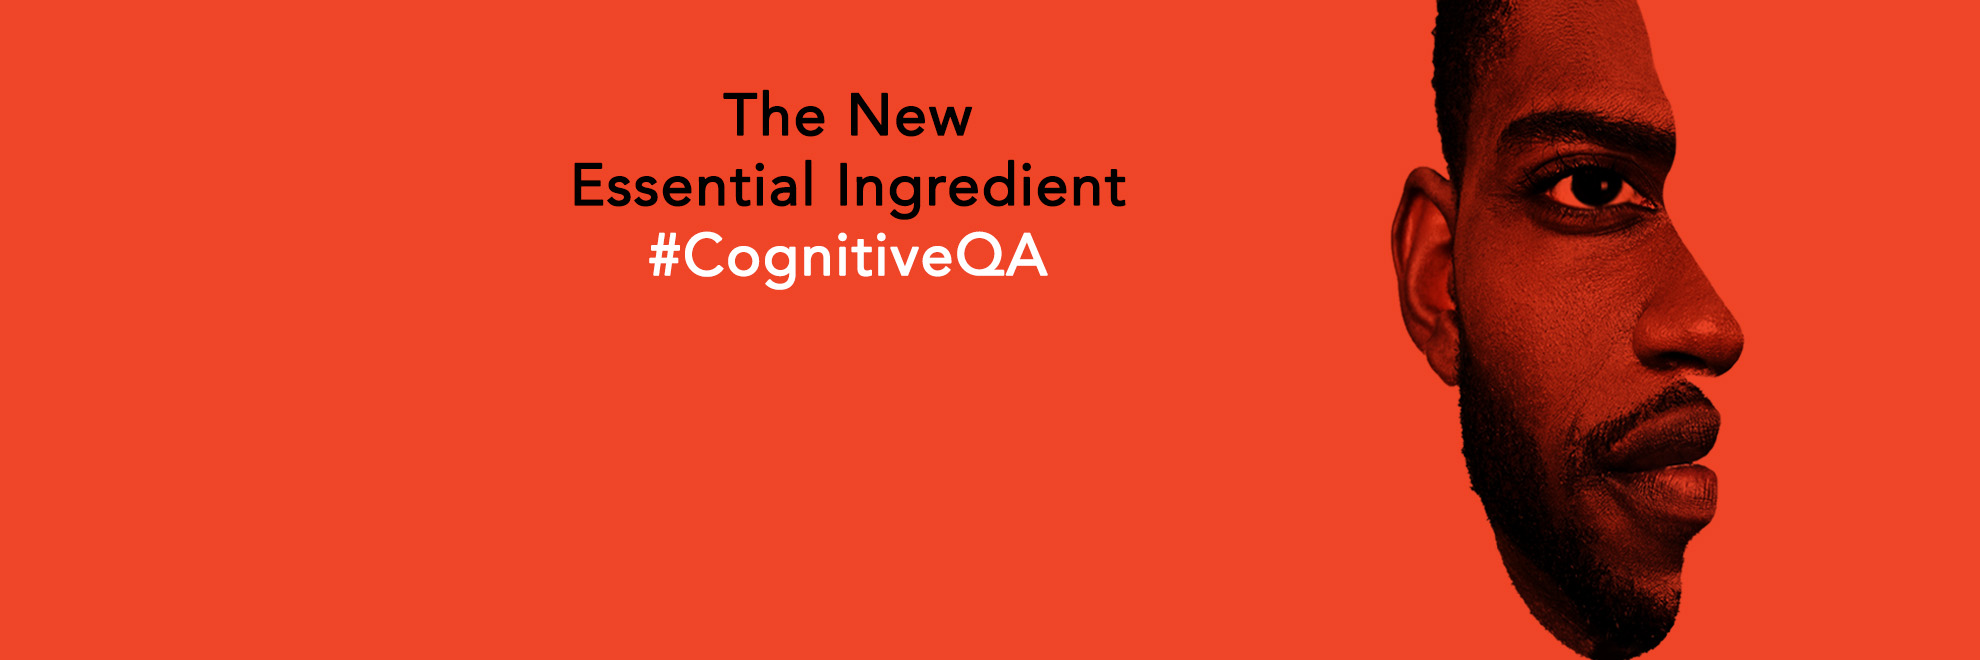 The New
Essential Ingredient
#CognitiveQA